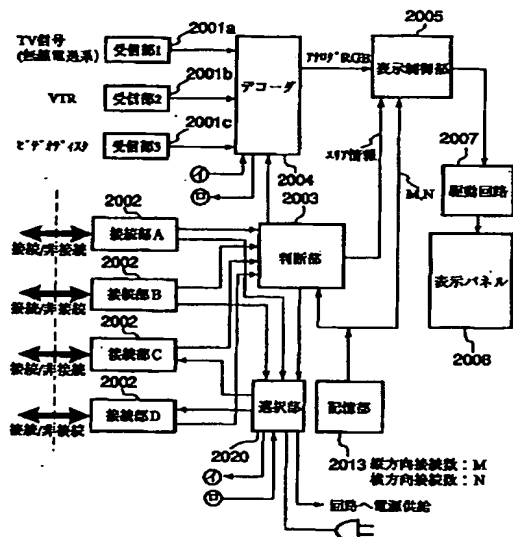 TV信号
(無線電送系)
受信部1
2001a
VTR
受信部2
2001b
ビデオディスク
受信部3
2001c
デコーダ
2004
アナログRGB
2005
表示制御部
エリア情報
M,N
2007
駆動回路
表示パネル
2006
イ
ロ
2002
接続部A
接続/非接続
2002
接続部B
接続/非接続
2002
接続部C
接続/非接続
2002
接続部D
接続/非接続
2003
判断部
選択部
2020
記憶部
2013
縦方向接続数:M
横方向接続数:N
イ
ロ
回路へ電源供給